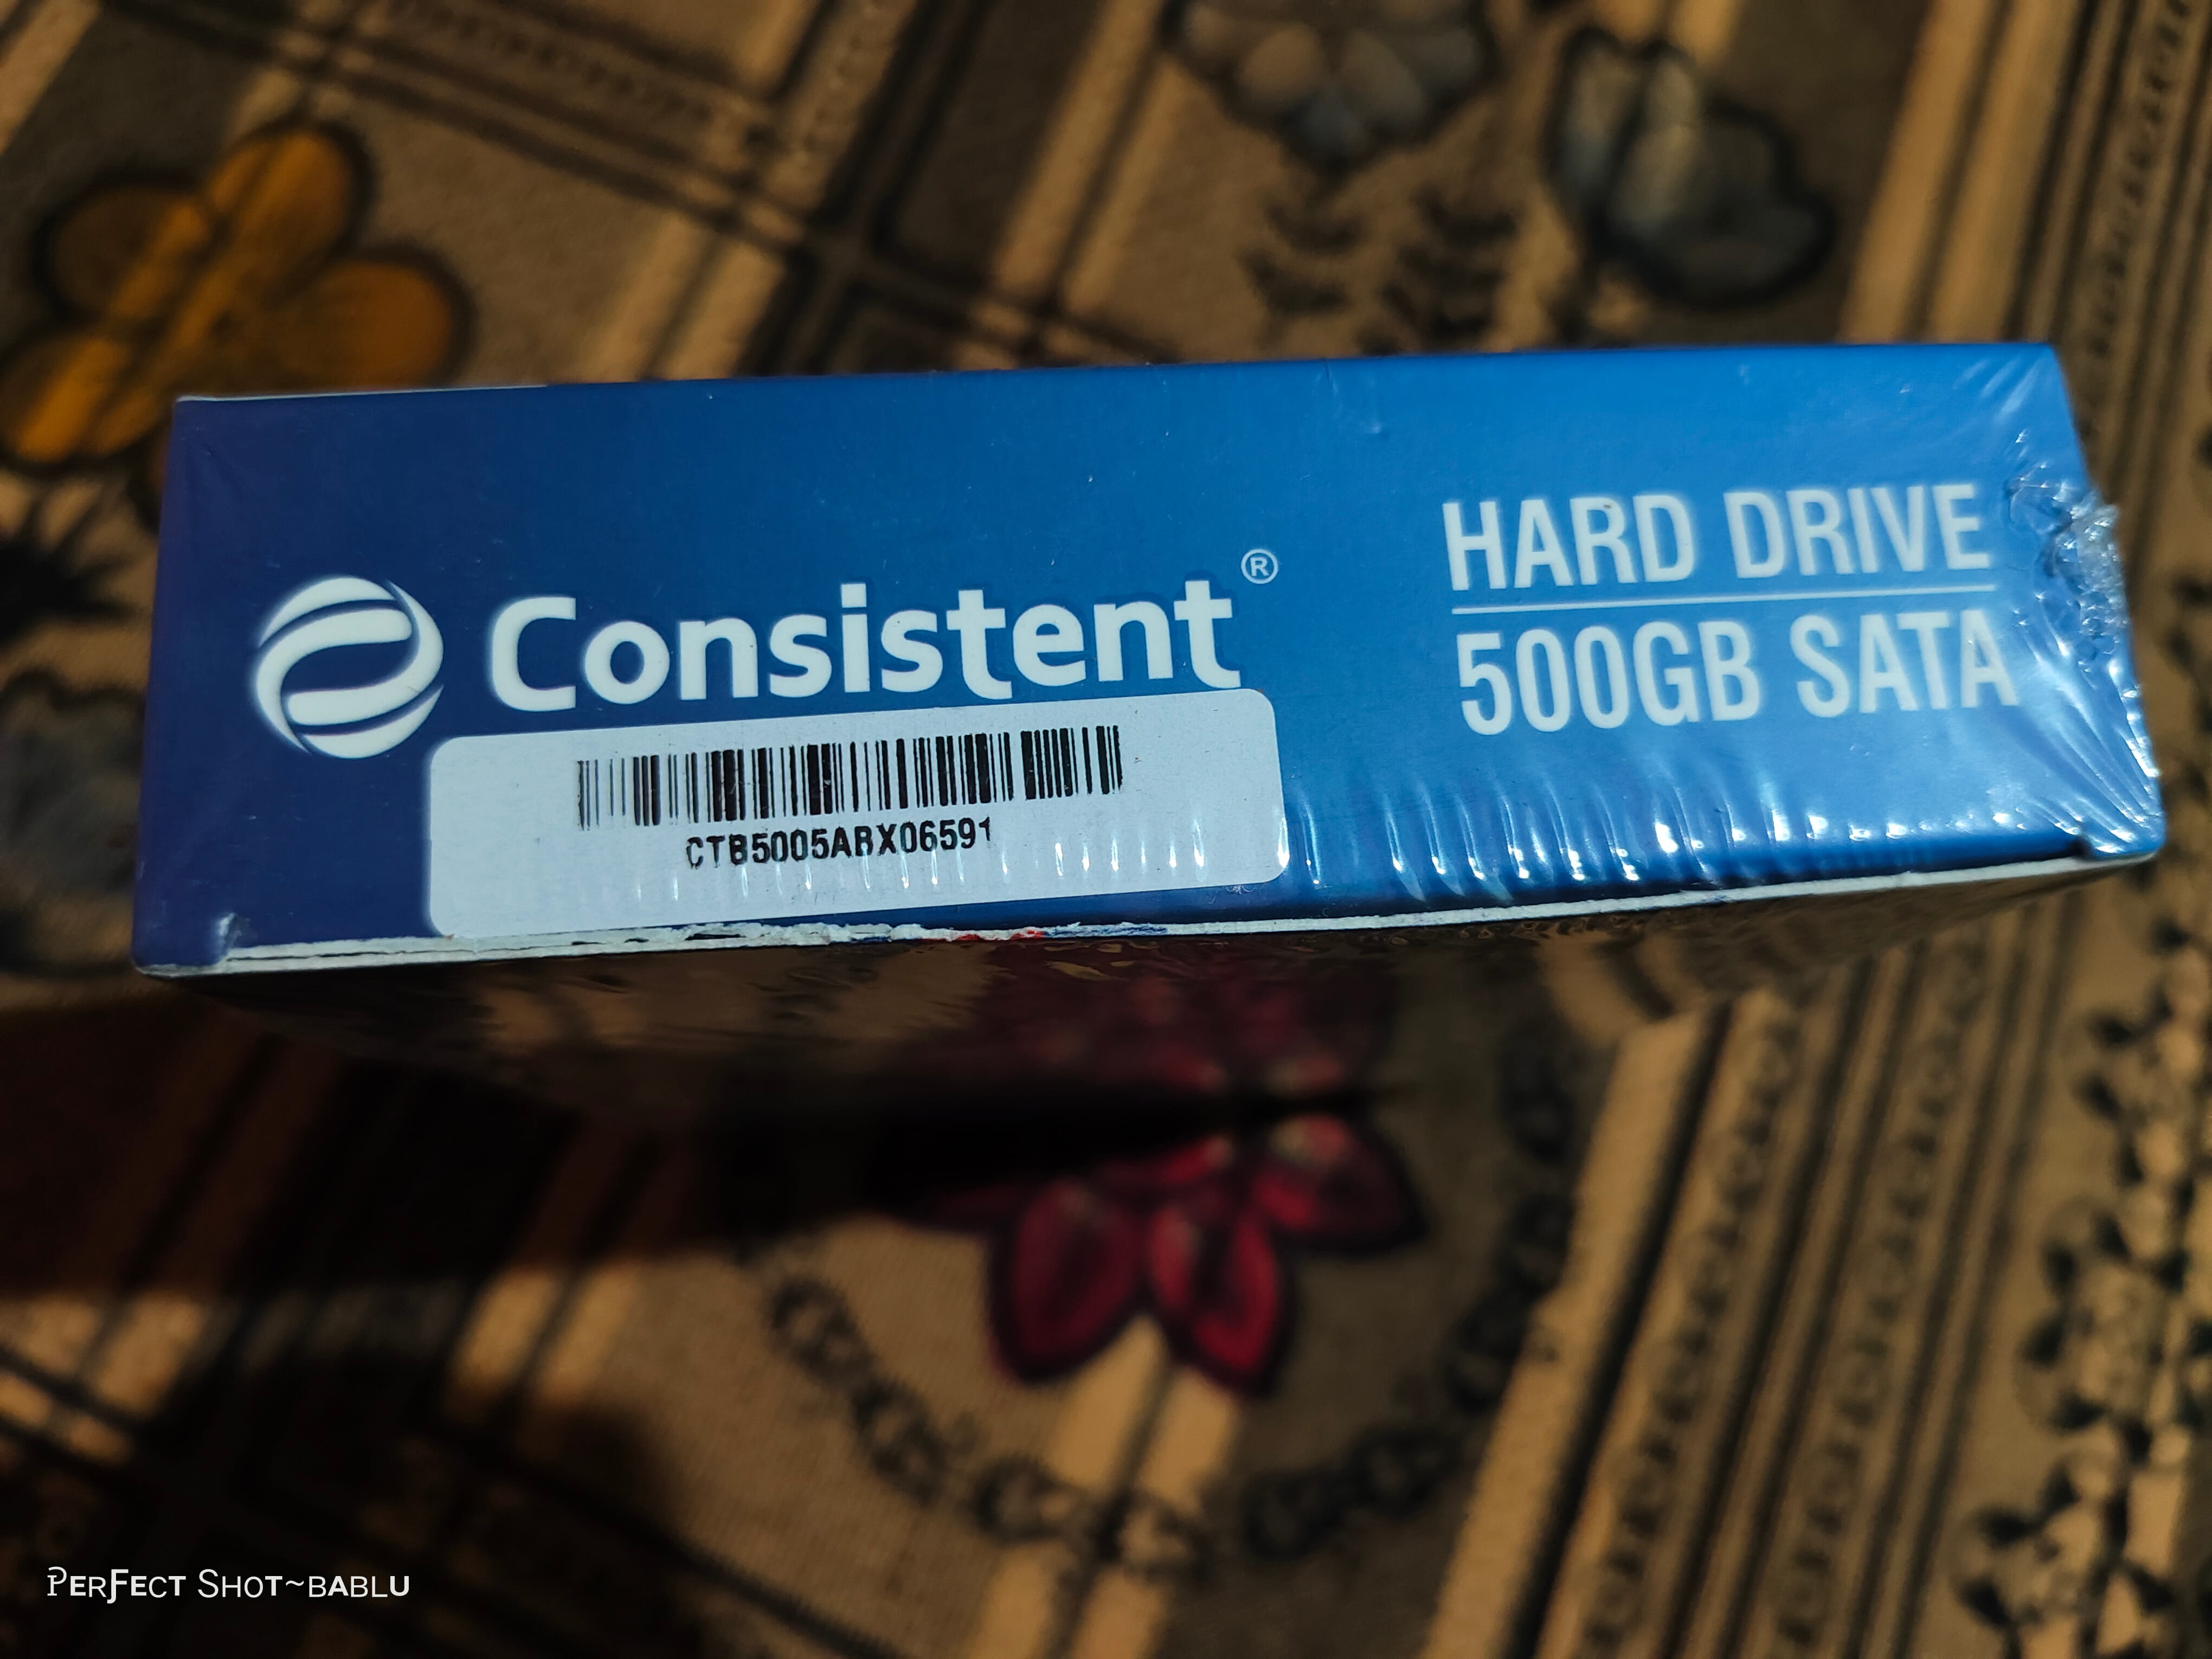 Consistent®
HARD DRIVE
500GB SATA
CTB5005ABX06591
PERFECT SHOT~BABLU